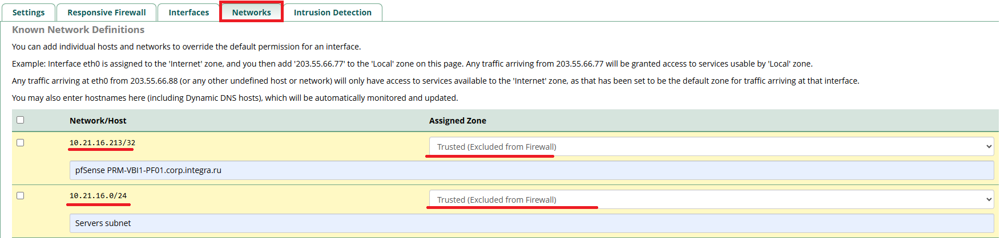 Settings Responsive Firewall Interfaces Networks Intrusion Detection
Known Network Definitions
You can add individual hosts and networks to override the default permission for an interface.
Example: Interface eth0 is assigned to the 'Internet' zone, and you then add '203.55.66.77' to the 'Local' zone on this page. Any traffic arriving from 203.55.66.77 will be granted access to services usable by 'Local' zone.
Any traffic arriving at eth0 from 203.55.66.88 (or any other undefined host or network) will only have access to services available to the 'Internet' zone, as that has been set to be the default zone for traffic arriving at that interface.
You may also enter hostnames here (including Dynamic DNS hosts), which will be automatically monitored and updated.
Network/Host Assigned Zone
10.21.16.213/32 Trusted (Excluded from Firewall)
pfSense PRM-VBI1-PF01.corp.integra.ru
10.21.16.0/24 Trusted (Excluded from Firewall)
Servers subnet